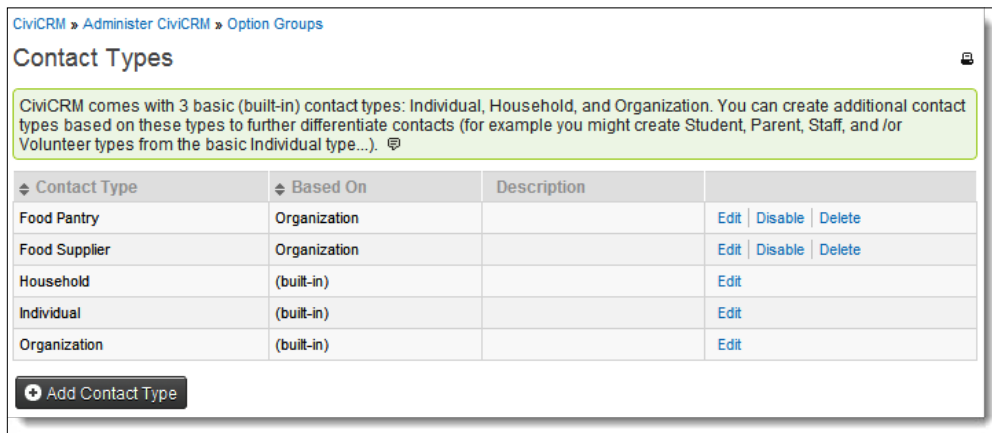 CiviCRM » Administer CiviCRM » Option Groups
Contact Types
CiviCRM comes with 3 basic (built-in) contact types: Individual, Household, and Organization. You can create additional contact
types based on these types to further differentiate contacts (for example you might create Student, Parent, Staff, and /or
Volunteer types from the basic Individual type...).
Contact Type Based On Description
Food Pantry Organization Edit | Disable | Delete
Food Supplier Organization Edit | Disable | Delete
Household (built-in) Edit
Individual (built-in) Edit
Organization (built-in) Edit
Add Contact Type